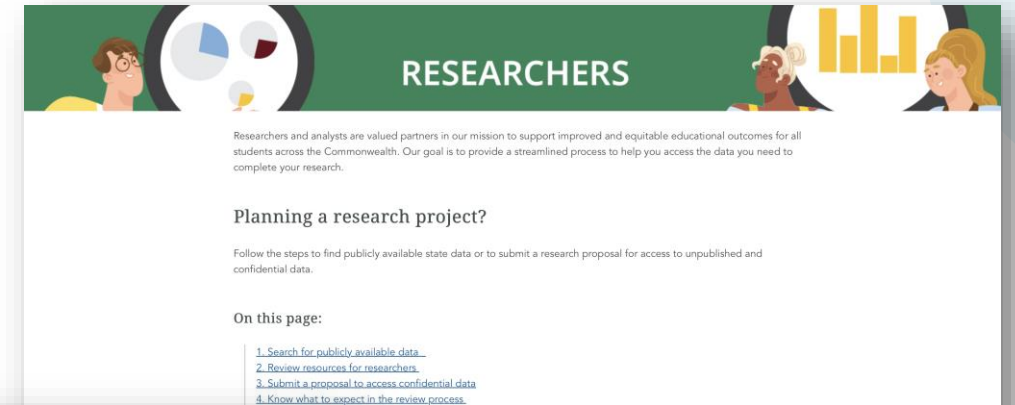 RESEARCHERS
Researchers and analysts are valued partners in our mission to support improved and equitable educational outcomes for all
students across the Commonwealth. Our goal is to provide a streamlined process to help you access the data you need to
complete your research.
Planning a research project?
Follow the steps to find publicly available state data or to submit a research proposal for access to unpublished and
confidential data.
On this page:
1. Search for publicly available data
2. Review resources for researchers
3. Submit a proposal to access confidential data
4. Know what to expect in the review process